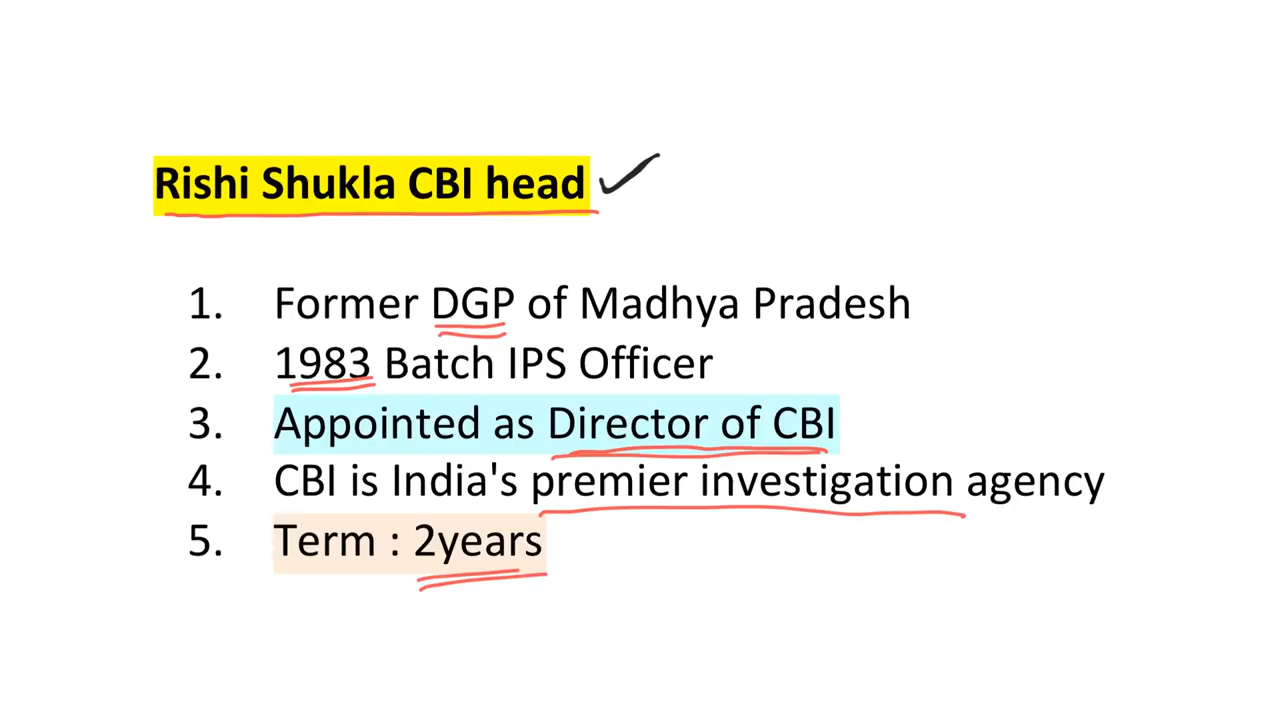 Rishi Shukla CBI head
1. Former DGP of Madhya Pradesh
2. 1983 Batch IPS Officer
3. Appointed as Director of CBI
4. CBI is India's premier investigation agency
5. Term : 2years